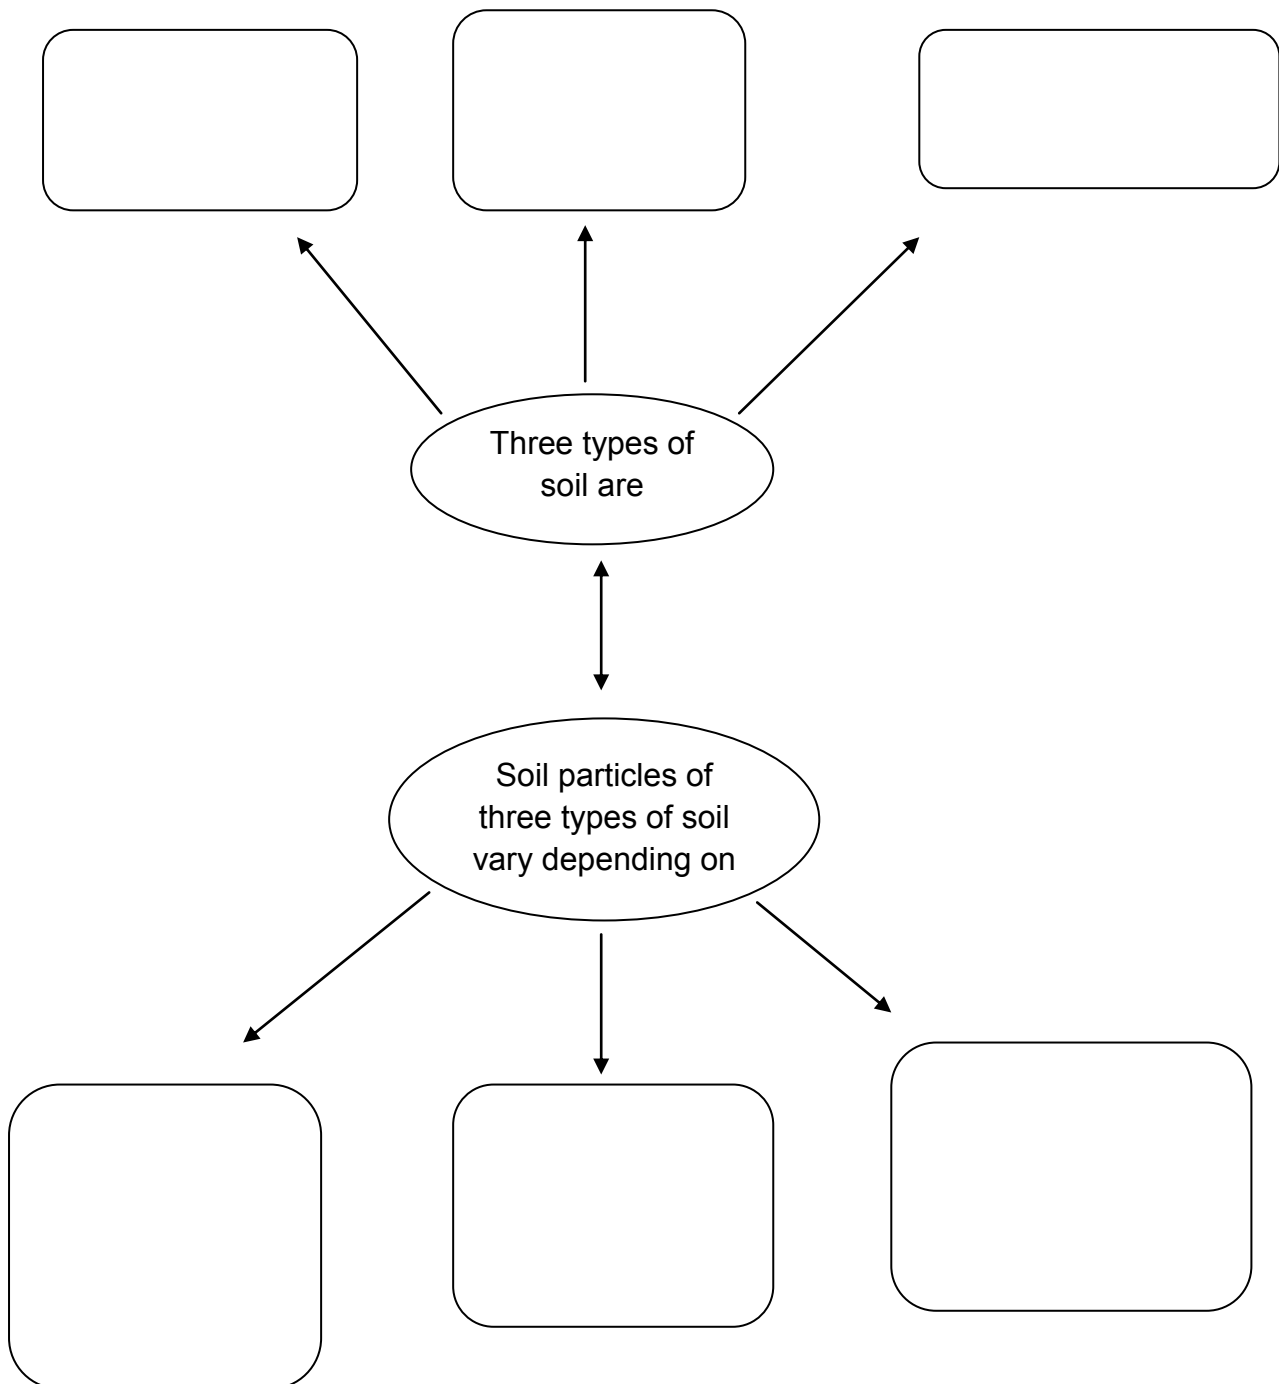 Three types of
soil are
Soil particles of
three types of soil
vary depending on